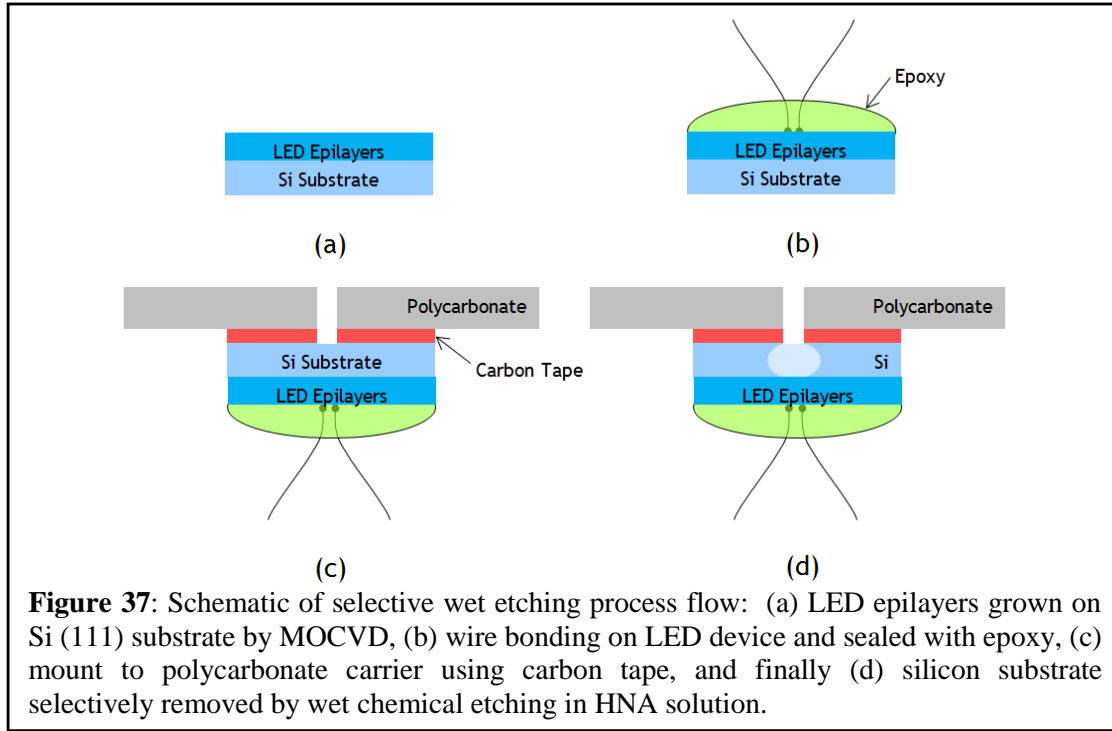 Epoxy
LED Epilayers
Si Substrate
(a)
LED Epilayers
Si Substrate
(b)
Polycarbonate
Carbon Tape
Si Substrate
LED Epilayers
(c)
Polycarbonate
Si
LED Epilayers
(d)
Figure 37: Schematic of selective wet etching process flow: (a) LED epilayers grown on
Si (111) substrate by MOCVD, (b) wire bonding on LED device and sealed with epoxy, (c)
mount to polycarbonate carrier using carbon tape, and finally (d) silicon substrate
selectively removed by wet chemical etching in HNA solution.